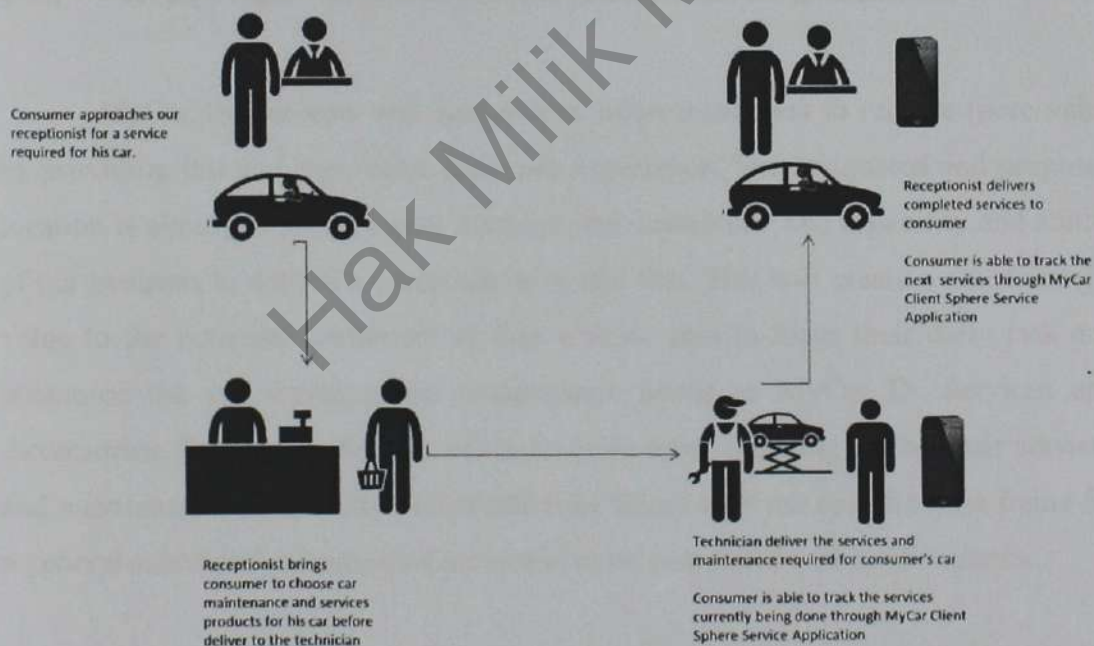 Consumer approaches our
receptionist for a service
required for his car.
Receptionist brings
consumer to choose car
maintenance and services
products for his car before
deliver to the technician
Technician deliver the services and
maintenance required for consumer's car
Consumer is able to track the services
currently being done through MyCar Client
Sphere Service Application
Receptionist delivers
completed services to
consumer
Consumer is able to track the
next services through MyCar
Client Sphere Service
Application
Hak Milik